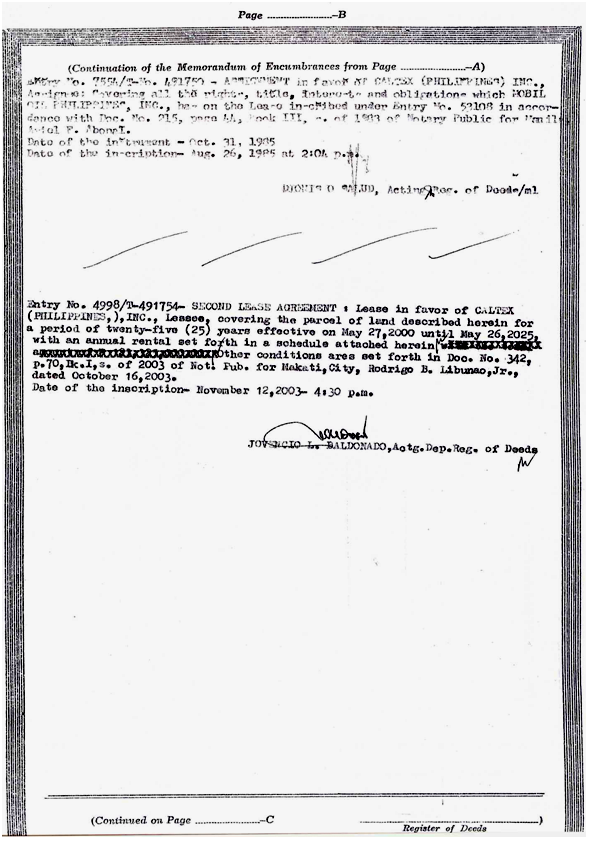 Page ....................-B
(Continuation of the Memorandum of Encumbrances from Page ....................-A)
Entry No. 7554/T-No. 491750 - ASSIGNMENT in favor of CALTEX (PHILIPPINES) INC.,
Assignee: Covering all the rights, title, interests and obligations which MOBIL
OIL PHILIPPINES, INC., has on the Lease inscribed under Entry No. 53108 in accor-
dance with Doc. No. 215, page 44, Book III, s. of 1983 of Notary Public for Manila
Date of the instrument - Oct. 31, 1985
Date of the inscription - Aug. 26, 1985 at 2:04 p.m.
DIONIS O SALUD, Acting Reg. of Deeds/ml
Entry No. 4998/T-491754- SECOND LEASE AGREEMENT : Lease in favor of CALTEX
(PHILIPPINES,),INC., Leasee, covering the parcel of land described herein for
a period of twenty-five (25) years effective on May 27,2000 until May 26,2025,
with an annual rental set forth in a schedule attached herein
Other conditions ares set forth in Doc. No. 342,
p.70,Bk.I,s. of 2003 of Not. Pub. for Makati,City, Rodrigo B. Libunao,Jr.,
dated October 16,2003.
Date of the inscription- November 12,2003- 4:30 p.m.
JOVENCIO L. BALDONADO,Actg.Dep.Reg. of Deeds
(Continued on Page ....................-C
....................)
Register of Deeds